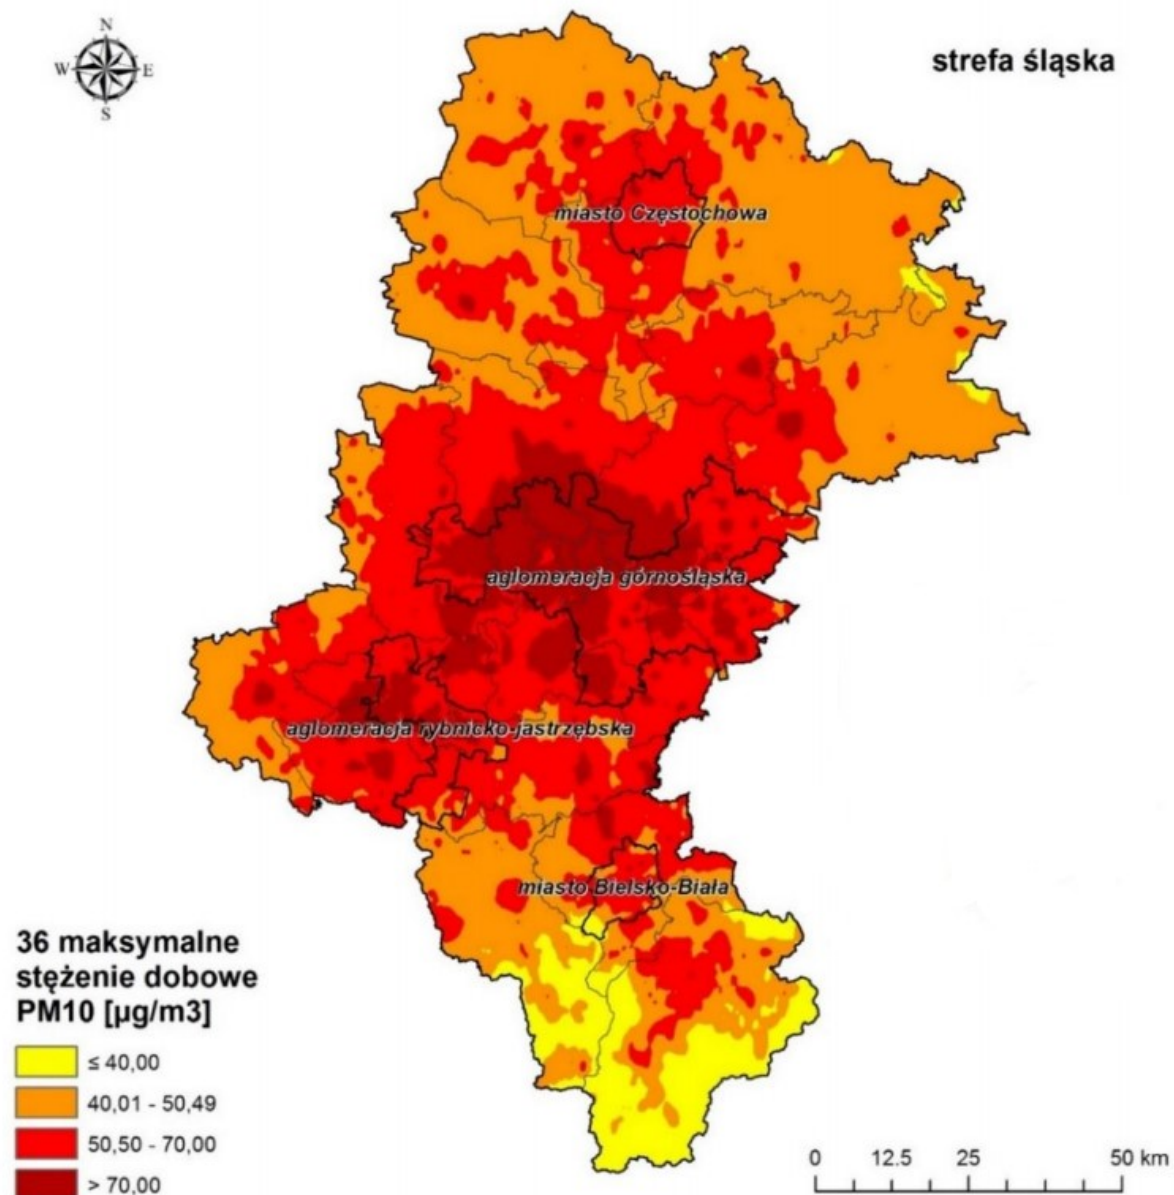 N
W E
S
strefa śląska
miasto Częstochowa
aglomeracja górnośląska
aglomeracja rybnicko-jastrzębska
miasto Bielsko-Biała
36 maksymalne
stężenie dobowe
PM10 [µg/m3]
≤ 40,00
40,01 - 50,49
50,50 - 70,00
> 70,00
0 12.5 25 50 km